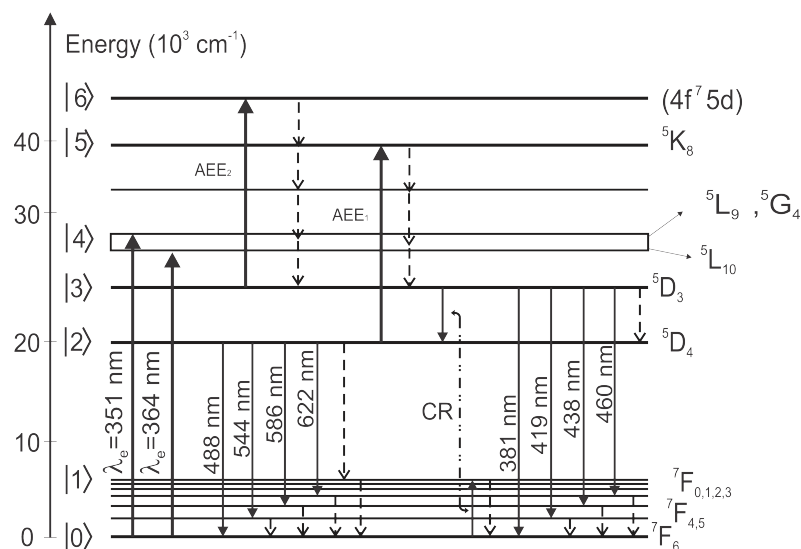 Energy (10³ cm⁻¹)
|6⟩ (4f⁷ 5d)
40 |5⟩ ⁵K₈
AEE₂
30 AEE₁ ⁵L₉ , ⁵G₄
|4⟩ ⁵L₁₀
|3⟩ ⁵D₃
20 |2⟩ ⁵D₄
λₑ=351 nm
λₑ=364 nm
488 nm
544 nm
586 nm
622 nm
CR
381 nm
419 nm
438 nm
460 nm
10
|1⟩ ⁷F₀,₁,₂,₃
⁷F₄,₅
0 |0⟩ ⁷F₆